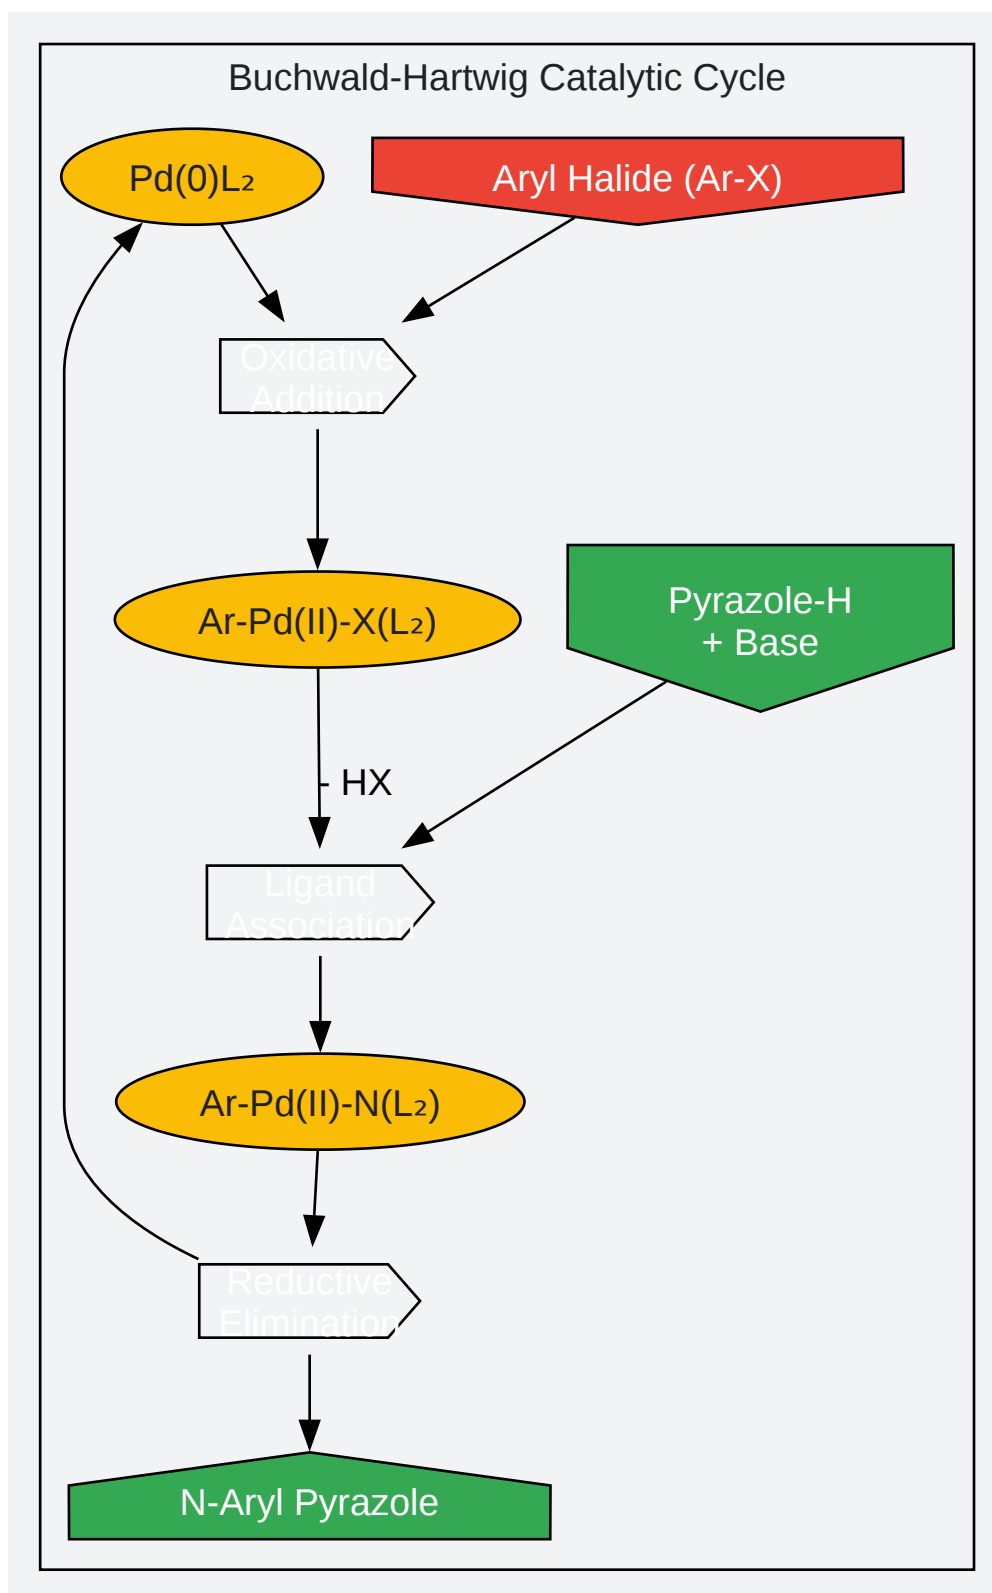 Buchwald-Hartwig Catalytic Cycle
Pd(0)L₂
Aryl Halide (Ar-X)
Oxidative
Addition
Ar-Pd(II)-X(L₂)
Pyrazole-H
+ Base
- HX
Ligand
Association
Ar-Pd(II)-N(L₂)
Reductive
Elimination
N-Aryl Pyrazole